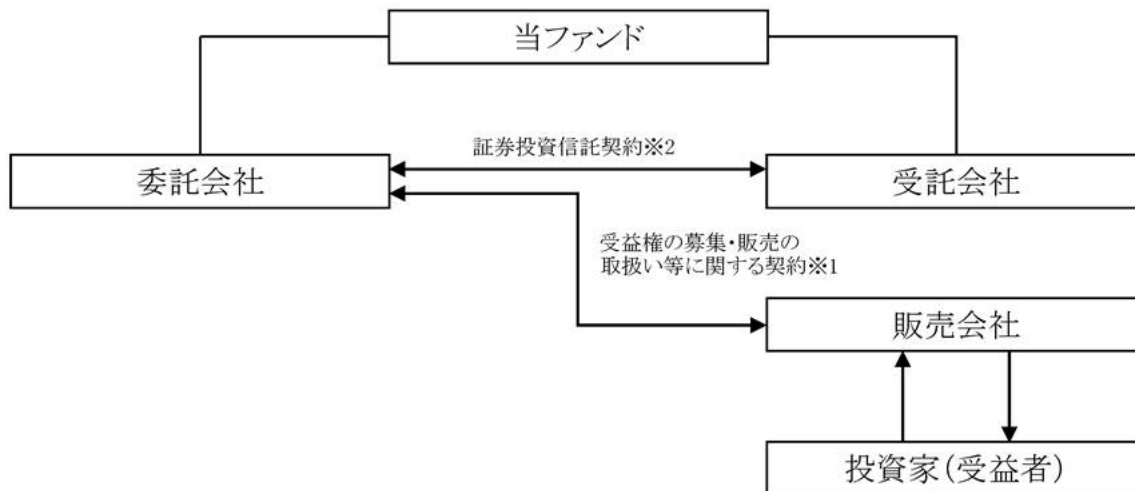 当ファンド
証券投資信託契約※2
委託会社
受託会社
受益権の募集・販売の
取扱い等に関する契約※1
販売会社
投資家(受益者)